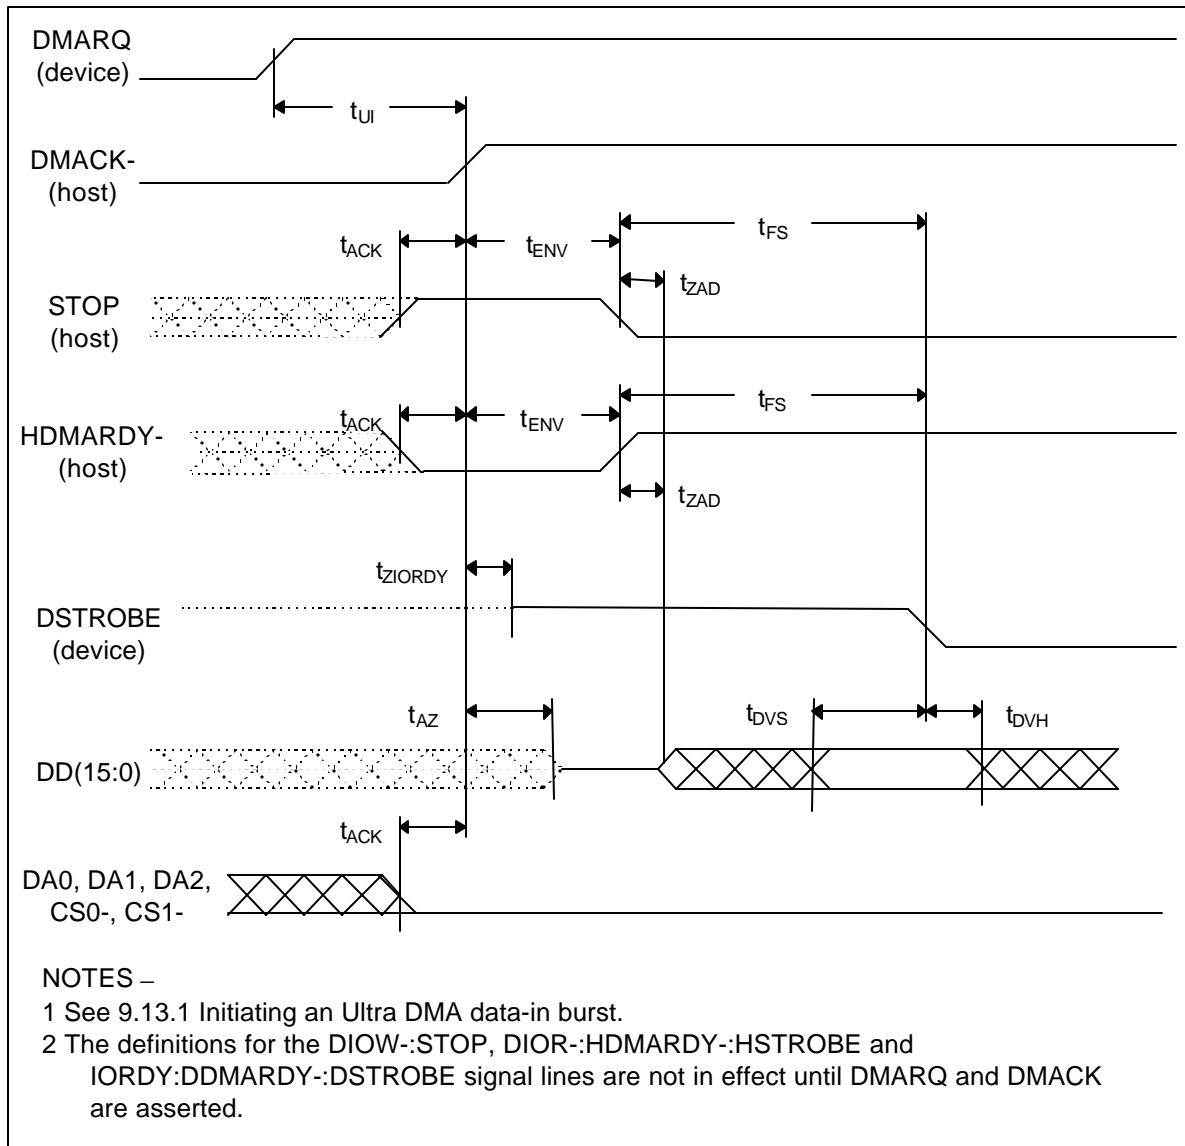 DMARQ
(device)
tUI
DMACK-
(host)
tACK
tENV
tFS
tZAD
STOP
(host)
tACK
tENV
tFS
HDMARDY-
(host)
tZAD
tZIORDY
DSTROBE
(device)
tAZ
tDVS
tDVH
DD(15:0)
tACK
DA0, DA1, DA2,
CS0-, CS1-
NOTES –
1 See 9.13.1 Initiating an Ultra DMA data-in burst.
2 The definitions for the DIOW-:STOP, DIOR-:HDMARDY-:HSTROBE and
IORDY:DDMARDY-:DSTROBE signal lines are not in effect until DMARQ and DMACK
are asserted.